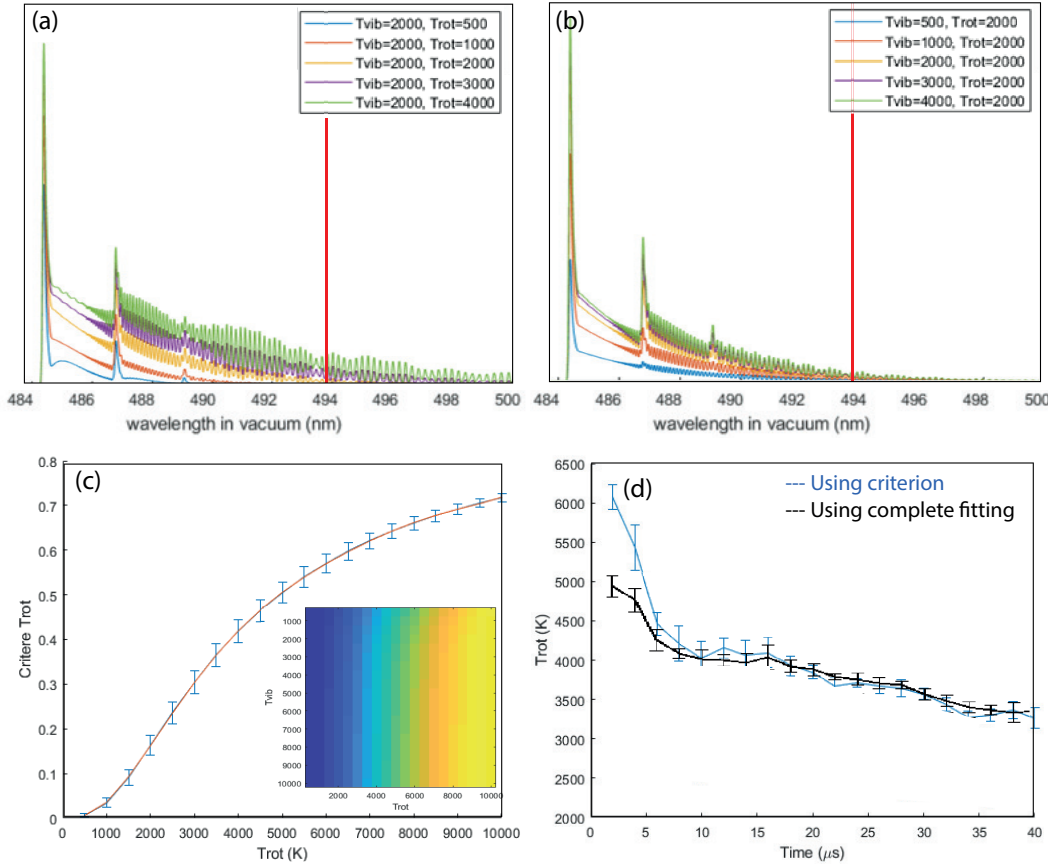 (a)
Tvib=2000, Trot=500
Tvib=2000, Trot=1000
Tvib=2000, Trot=2000
Tvib=2000, Trot=3000
Tvib=2000, Trot=4000
484 486 488 490 492 494 496 498 500
wavelength in vacuum (nm)
(b)
Tvib=500, Trot=2000
Tvib=1000, Trot=2000
Tvib=2000, Trot=2000
Tvib=3000, Trot=2000
Tvib=4000, Trot=2000
484 486 488 490 492 494 496 498 500
wavelength in vacuum (nm)
(c)
0.8
0.7
0.6
0.5
0.4
0.3
0.2
0.1
0
Critere Trot
0 1000 2000 3000 4000 5000 6000 7000 8000 9000 10000
Trot (K)
1000
2000
3000
4000
5000
6000
7000
8000
9000
10000
Tvib
2000 4000 6000 8000 10000
Trot
(d)
--- Using criterion
--- Using complete fitting
6500
6000
5500
5000
4500
4000
3500
3000
2500
2000
Trot (K)
0 5 10 15 20 25 30 35 40
Time (μs)